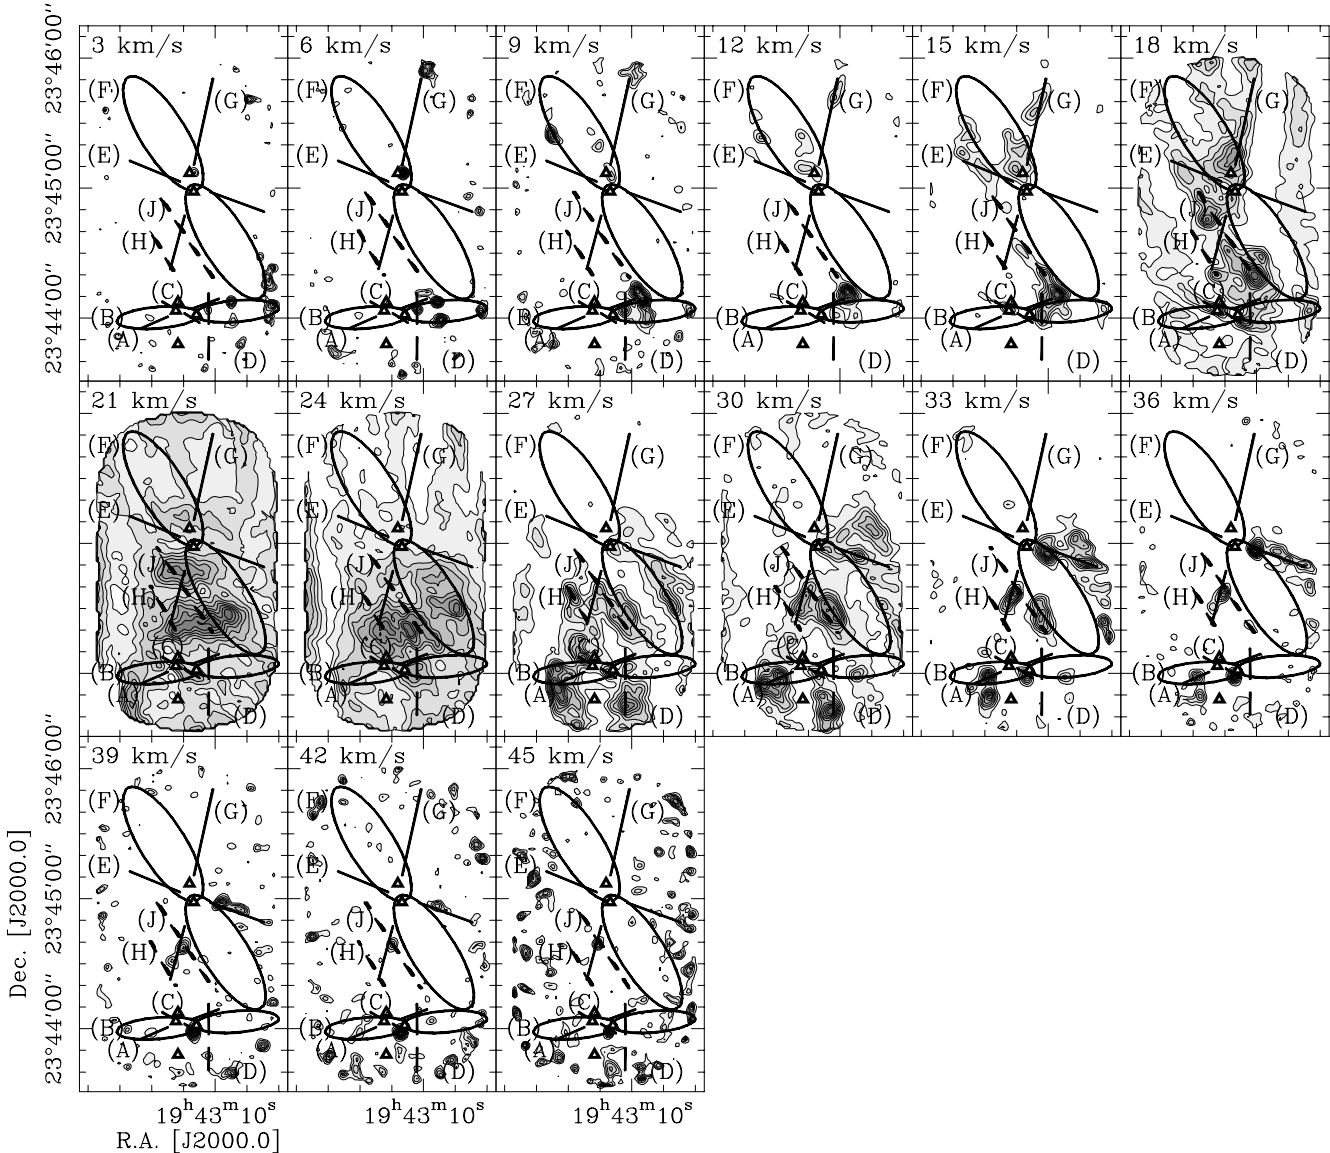 3 km/s 6 km/s 9 km/s 12 km/s 15 km/s 18 km/s
23°46′00″
(F) (F) (F) (F) (F) (F)
(G) (G) (G) (G) (G) (G)
(E) (E) (E) (E) (E) (E)
23°45′00″
(J) (J) (J) (J) (J) (J
(H) (H) (H) (H) (H) (H)
(C) (C) (C) (C) (C) C
23°44′00″
(B (B (B (B (B (B
(A) (A) (A) (A) (A) (A)
(D) (D) (D) (D) (D) (D)
21 km/s 24 km/s 27 km/s 30 km/s 33 km/s 36 km/s
(F) (F) (F) (F) (F) (F)
(G) (G) (G) (G) (G) (G)
(E) (E) (E) (E) (E) (E)
(J) (J) (J) (J) (J) (J)
(H) (H) (H) (H) (H) (H)
(C (C (C (C (C (C
(B (B (B (B (B (B
( (A) (A) (A) (A) (A)
(D) (D) (D) (D) (D) (D)
39 km/s 42 km/s 45 km/s
23°46′00″
(F) (F) (F)
(G) (G) (G)
(E) (E) (E)
23°45′00″
(J) (J) (J)
(H) (H) (H)
(C) (C) (C)
23°44′00″
(B (B) (B
(A) (A) (A)
(D) (D) (D)
Dec. [J2000.0]
19h43m10s 19h43m10s 19h43m10s
R.A. [J2000.0]